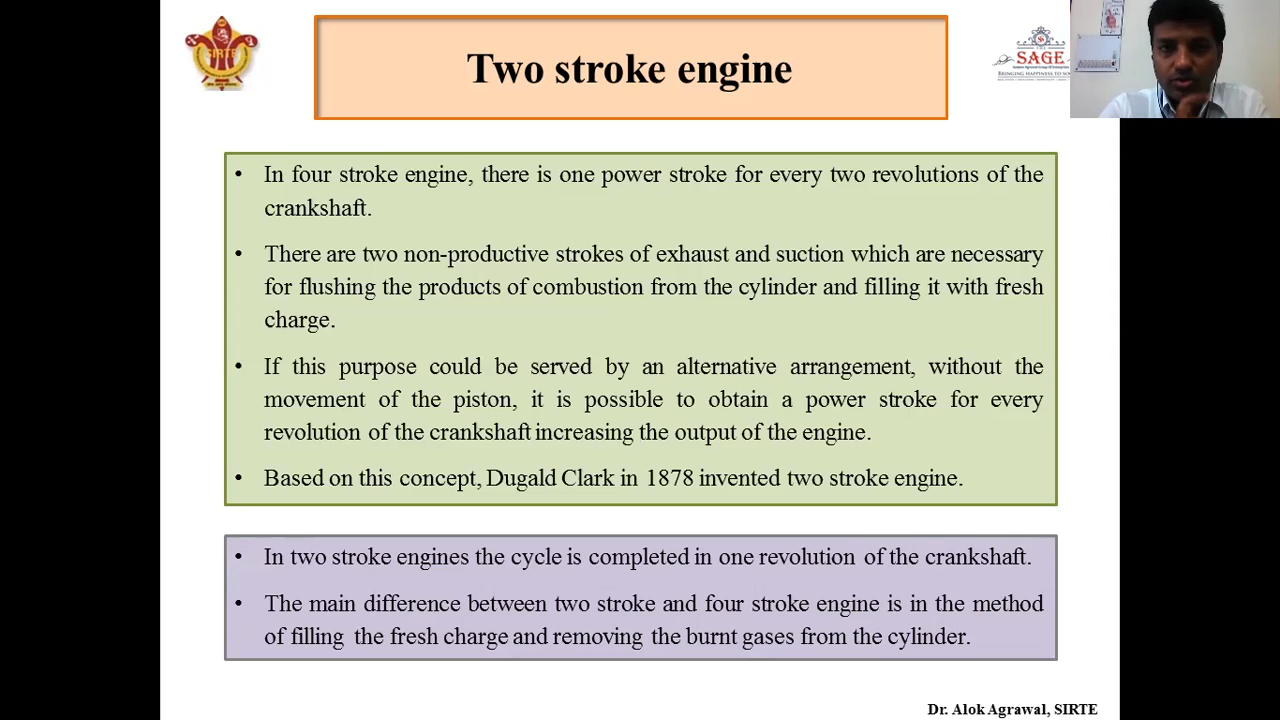 SIRTE
Two stroke engine
THE
SAGE
BRINGING HAPPINESS TO
• In four stroke engine, there is one power stroke for every two revolutions of the
crankshaft.
• There are two non-productive strokes of exhaust and suction which are necessary
for flushing the products of combustion from the cylinder and filling it with fresh
charge.
• If this purpose could be served by an alternative arrangement, without the
movement of the piston, it is possible to obtain a power stroke for every
revolution of the crankshaft increasing the output of the engine.
• Based on this concept, Dugald Clark in 1878 invented two stroke engine.
• In two stroke engines the cycle is completed in one revolution of the crankshaft.
• The main difference between two stroke and four stroke engine is in the method
of filling the fresh charge and removing the burnt gases from the cylinder.
Dr. Alok Agrawal, SIRTE